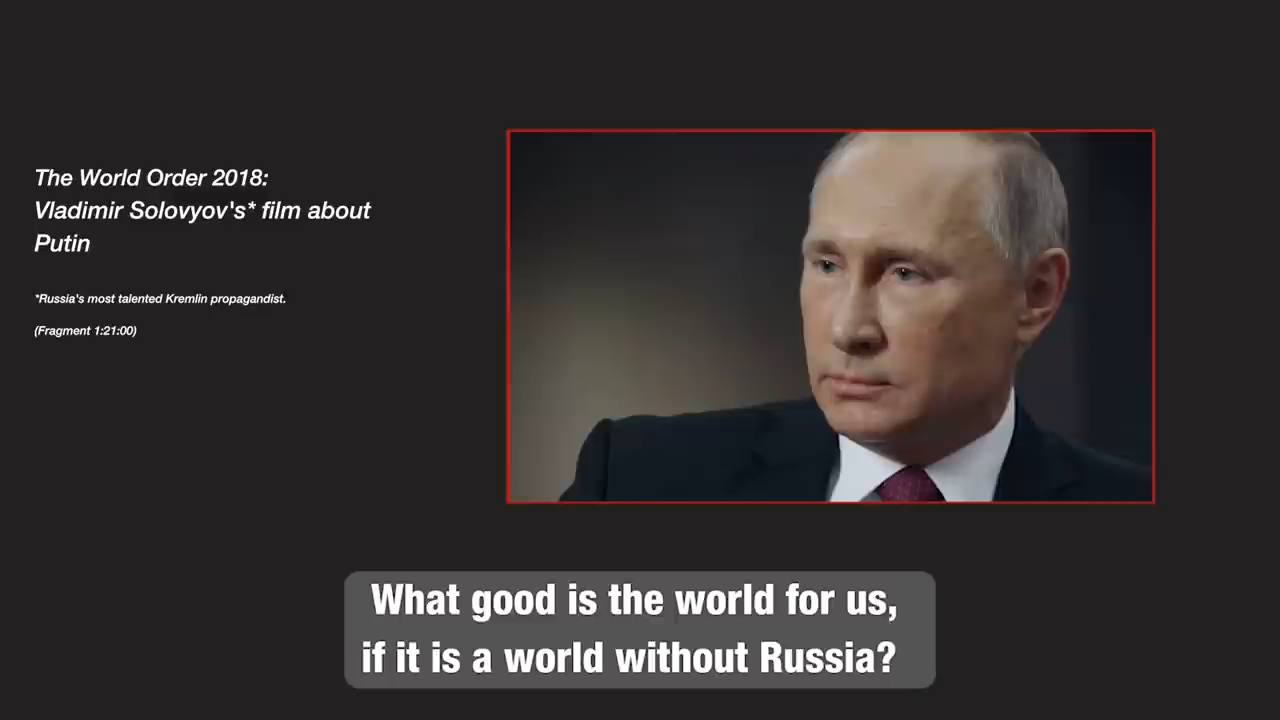 The World Order 2018:
Vladimir Solovyov's* film about
Putin
*Russia's most talented Kremlin propagandist.
(Fragment 1:21:00)
What good is the world for us,
if it is a world without Russia?